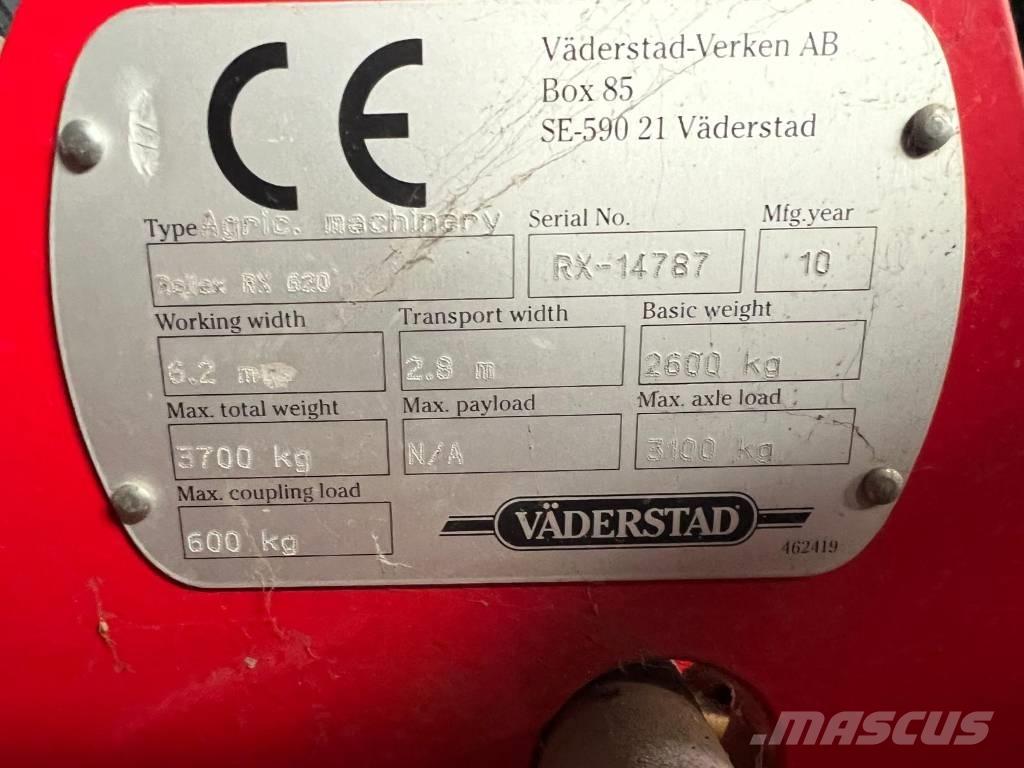 CE
Väderstad-Verken AB
Box 85
SE-590 21 Väderstad
Type Agric. machinery
Serial No.
Mfg.year
Rollex RX 620
RX-14787
10
Working width
Transport width
Basic weight
6.2 m
2.8 m
2600 kg
Max. total weight
Max. payload
Max. axle load
3700 kg
N/A
3100 kg
Max. coupling load
600 kg
VÄDERSTAD
462419
MASCUS